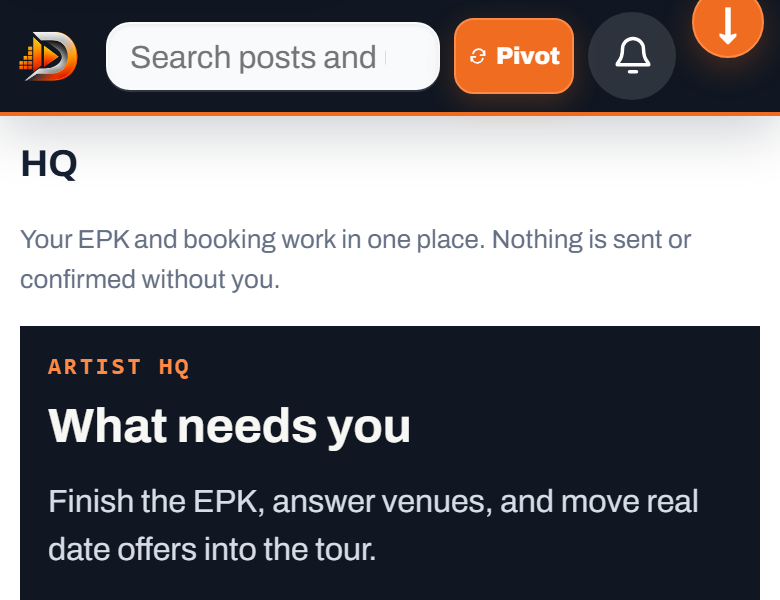 Search posts and
Pivot
HQ
Your EPK and booking work in one place. Nothing is sent or
confirmed without you.
ARTIST HQ
What needs you
Finish the EPK, answer venues, and move real
date offers into the tour.